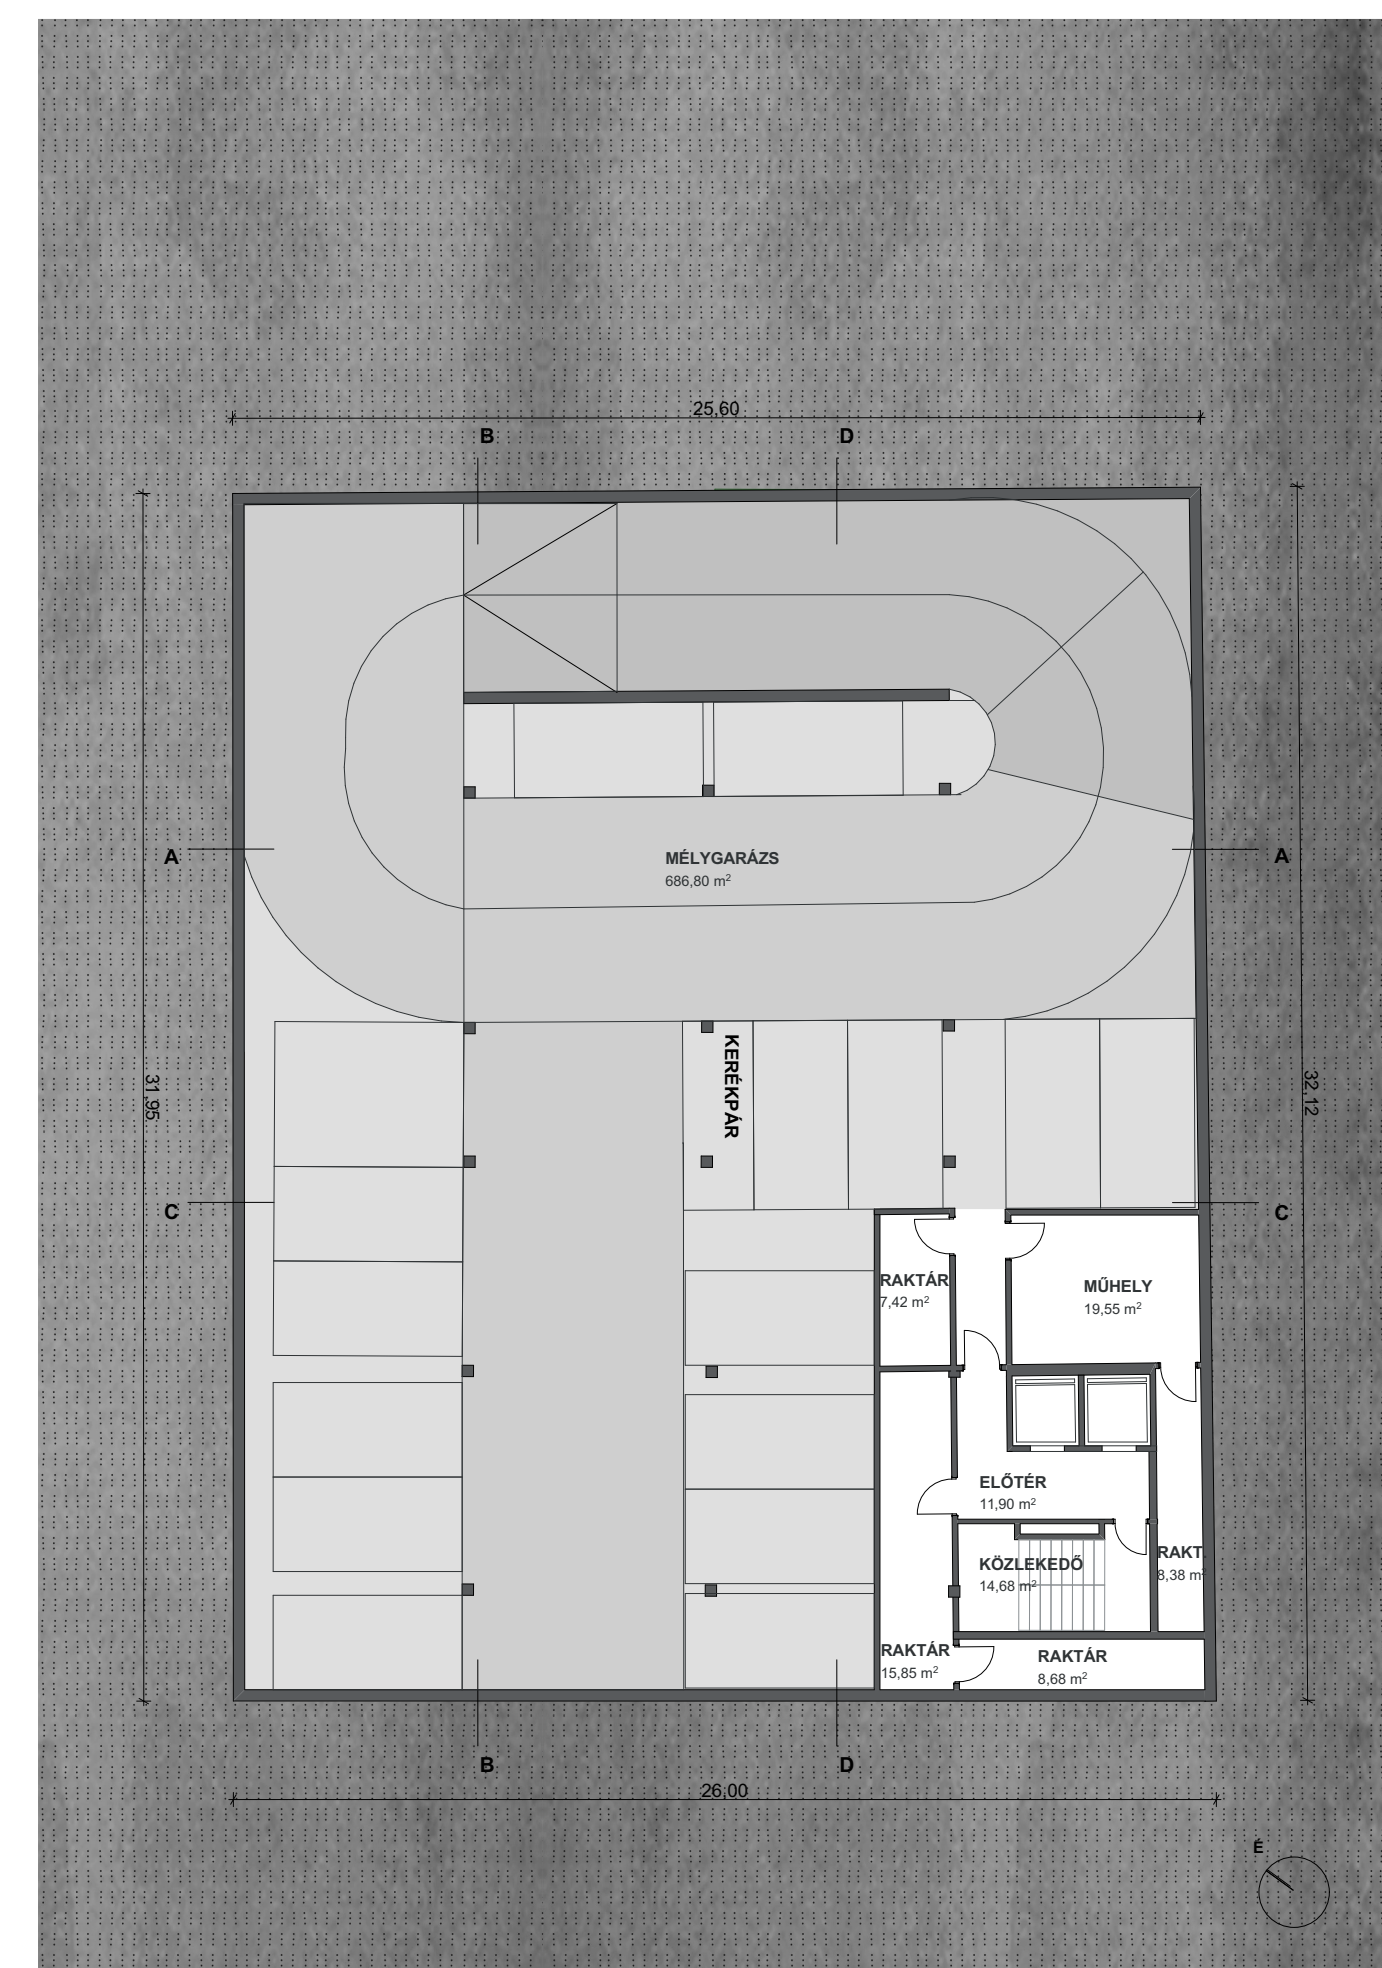 25,60
B
D
A
A
MÉLYGARÁZS
686,80 m²
KERÉKPÁR
31,95
32,12
C
C
RAKTÁR
7,42 m²
MŰHELY
19,55 m²
ELŐTÉR
11,90 m²
KÖZLEKEDŐ
14,68 m²
RAKT.
8,38 m²
RAKTÁR
15,85 m²
RAKTÁR
8,68 m²
B
D
26,00
É